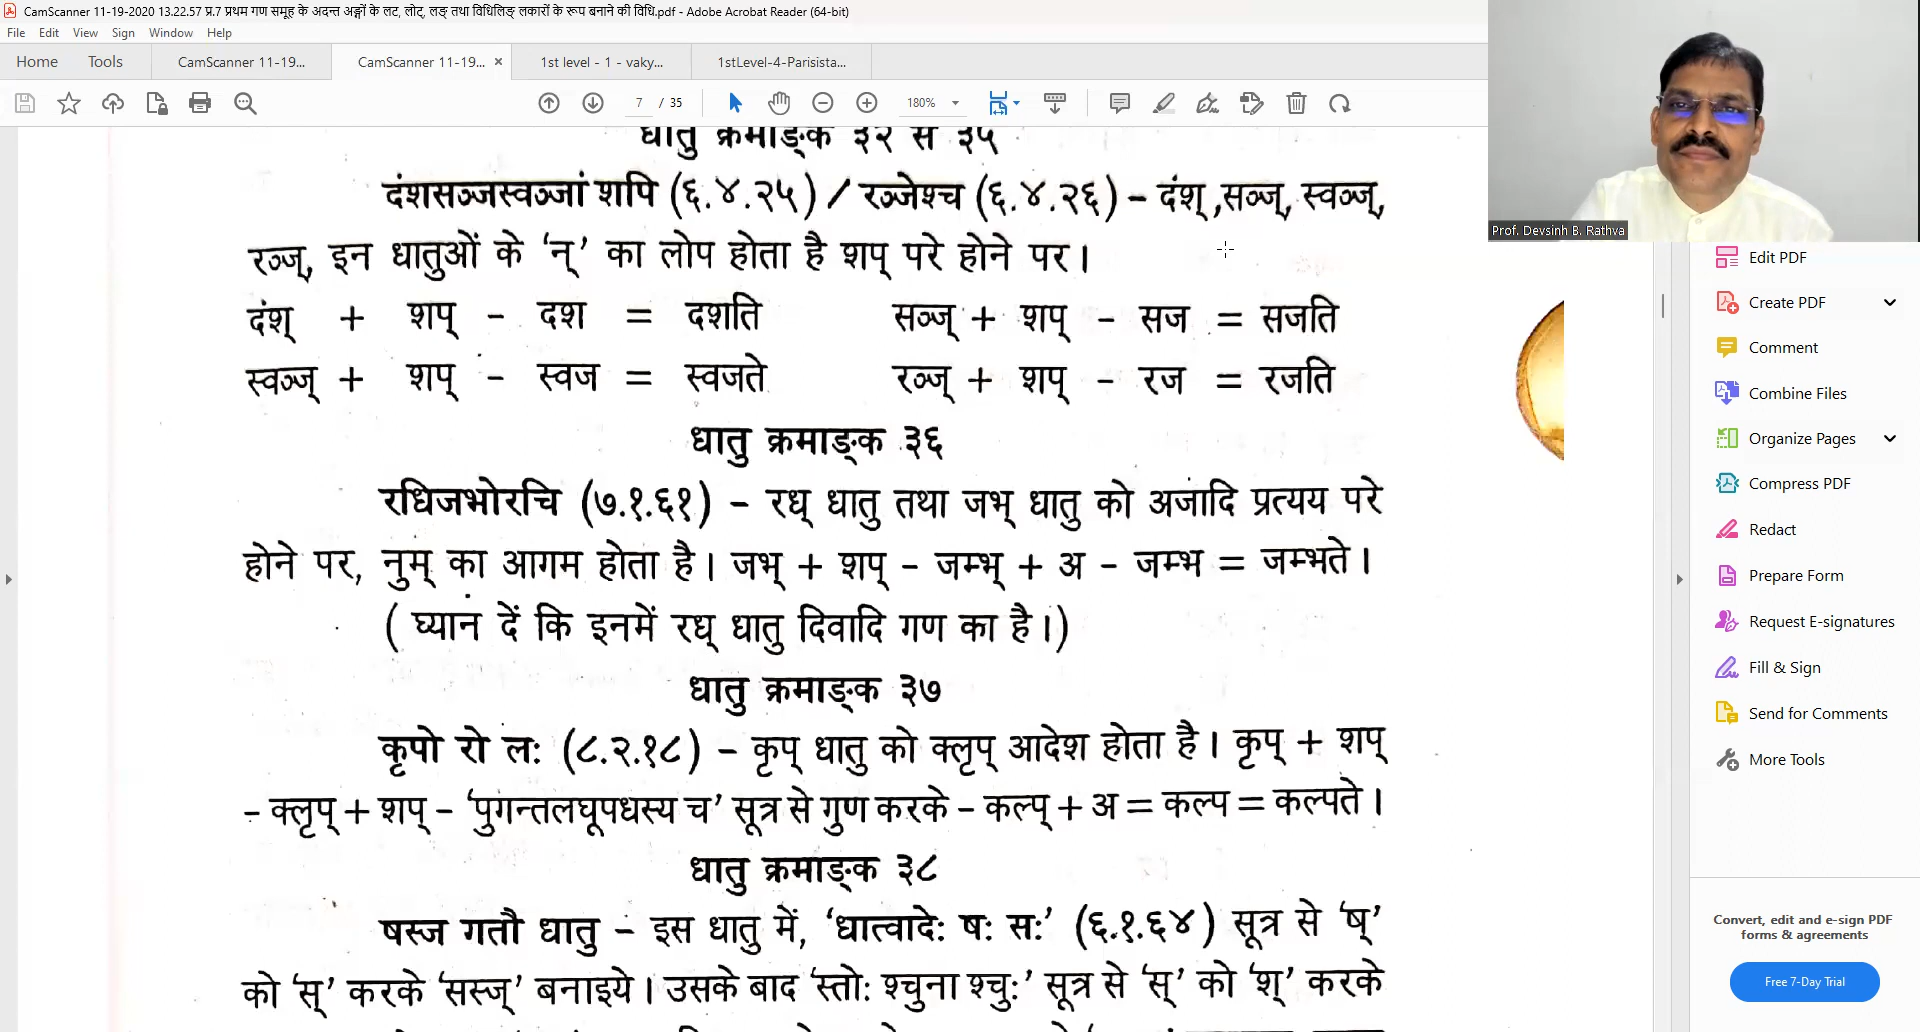 CamScanner 11-19-2020 13.22.57 प्र.7 प्रथम गण समूह के अदन्त अङ्गों के लट, लोट्, लङ् तथा विधिलिङ् लकारों के रूप बनाने की विधि.pdf - Adobe Acrobat Reader (64-bit)
File Edit View Sign Window Help
Home Tools CamScanner 11-19... CamScanner 11-19... × 1st level - 1 - vaky... 1stLevel-4-Parisista...
7 / 35 180%
धातु क्रमाङ्क ३२ से ३५
दंशसञ्जस्वञ्जां शपि (६.४.२५) / रञ्जेश्च (६.४.२६) – दंश्, सञ्ज्, स्वञ्ज्,
रञ्ज्, इन धातुओं के 'न्' का लोप होता है शप् परे होने पर।
दंश् + शप् - दश = दशति सञ्ज् + शप् - सज = सजति
स्वञ्ज् + शप् - स्वज = स्वजते रञ्ज् + शप् - रज = रजति
धातु क्रमाङ्क ३६
रधिजभोरचि (७.१.६१) – रध् धातु तथा जभ् धातु को अजादि प्रत्यय परे
होने पर, नुम् का आगम होता है। जभ् + शप् - जम्भ् + अ - जम्भ = जम्भते।
( घ्यान दें कि इनमें रध् धातु दिवादि गण का है।)
धातु क्रमाङ्क ३७
कृपो रो लः (८.२.१८) – कृप् धातु को क्लृप् आदेश होता है। कृप् + शप्
- क्लृप् + शप् - 'पुगन्तलघूपधस्य च' सूत्र से गुण करके - कल्प् + अ = कल्प = कल्पते।
धातु क्रमाङ्क ३८
षस्ज गतौ धातु – इस धातु में, 'धात्वादेः षः सः' (६.१.६४) सूत्र से 'ष्'
को 'स्' करके 'सस्ज्' बनाइये। उसके बाद 'स्तोः श्चुना श्चुः' सूत्र से 'स्' को 'श्' करके
Prof. Devsinh B. Rathva
Edit PDF
Create PDF
Comment
Combine Files
Organize Pages
Compress PDF
Redact
Prepare Form
Request E-signatures
Fill & Sign
Send for Comments
More Tools
Convert, edit and e-sign PDF
forms & agreements
Free 7-Day Trial